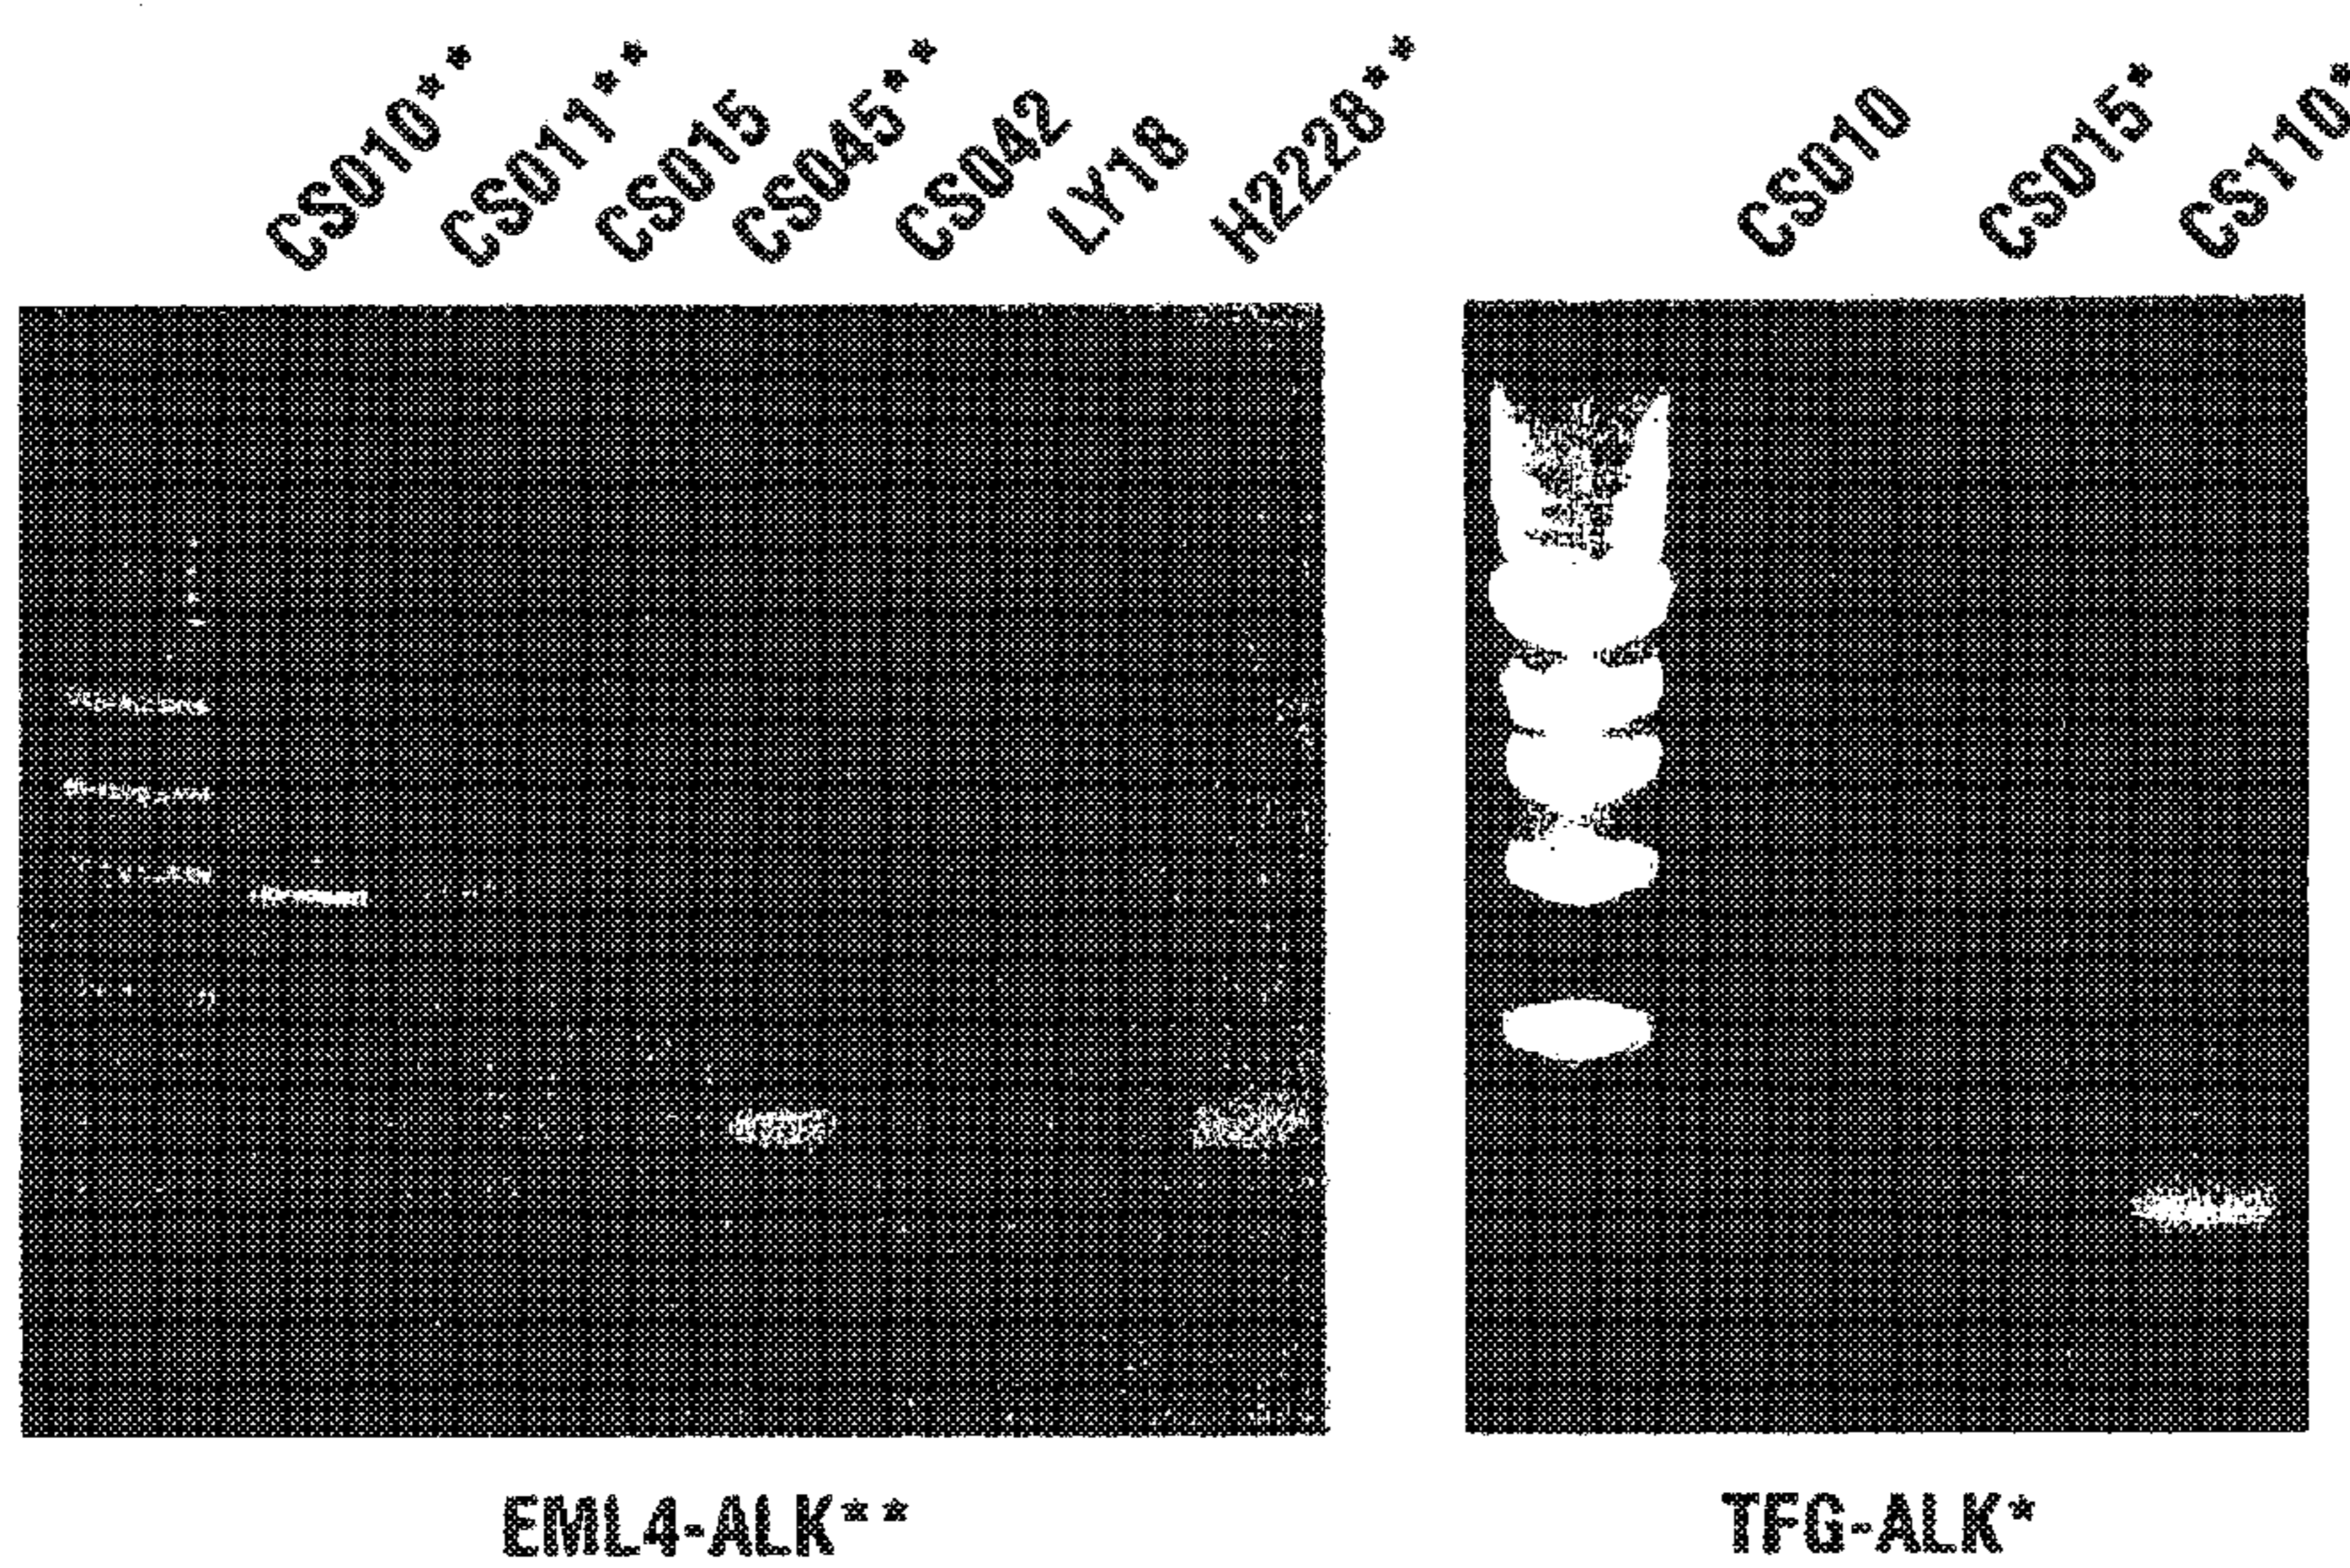 CS010**
CS011**
CS015
CS045**
CS042
LY18
H2228**
CS010
CS015*
CS110*
EML4-ALK**
TFG-ALK*